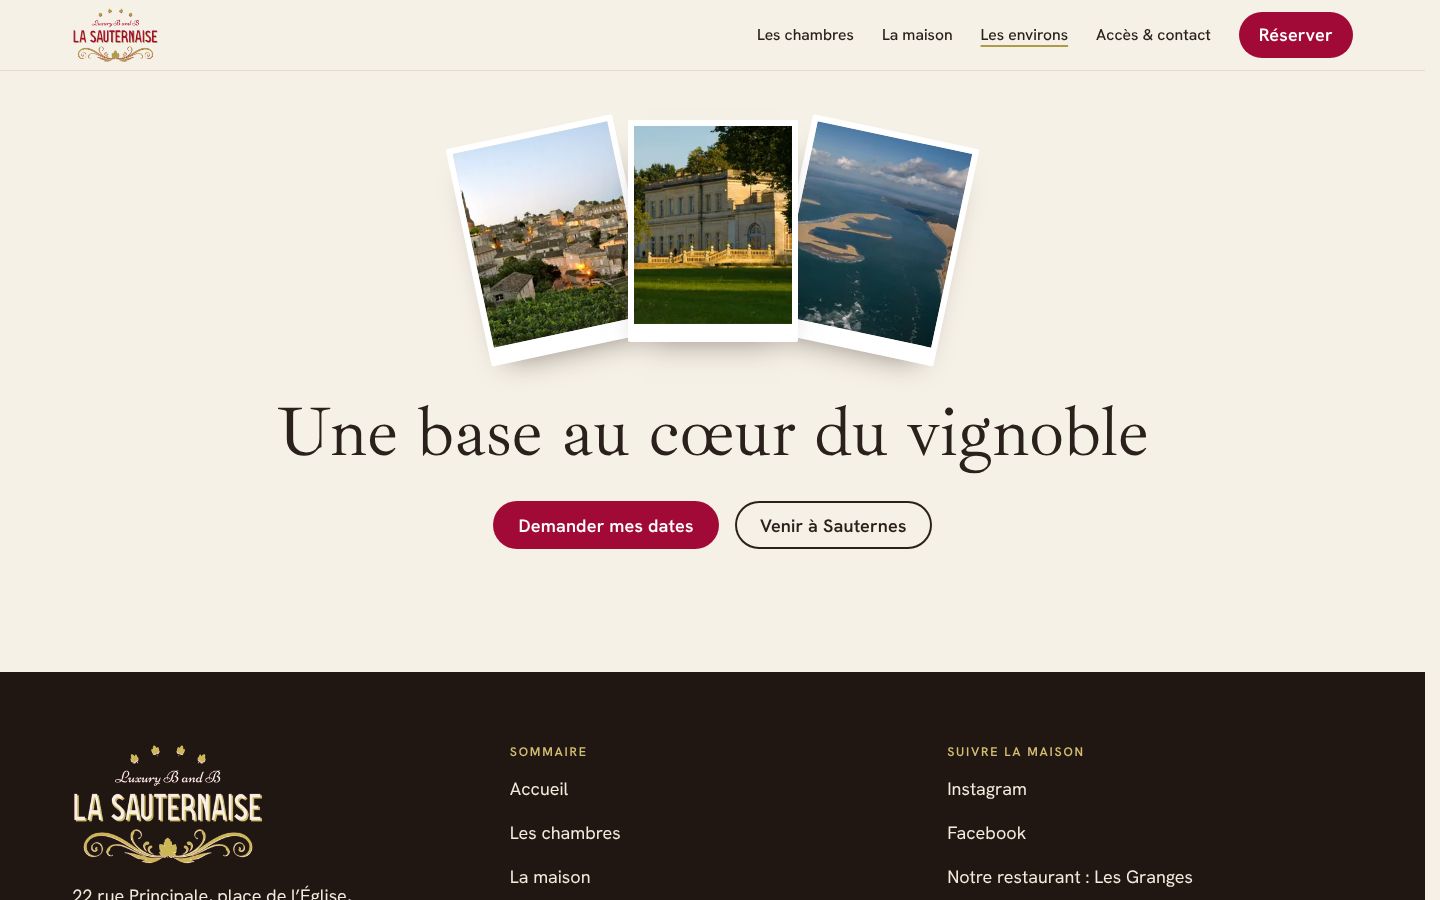 Luxury B and B
LA SAUTERNAISE
Les chambres
La maison
Les environs
Accès & contact
Réserver
Une base au cœur du vignoble
Demander mes dates
Venir à Sauternes
Luxury B and B
LA SAUTERNAISE
22 rue Principale, place de l’Église,
SOMMAIRE
Accueil
Les chambres
La maison
SUIVRE LA MAISON
Instagram
Facebook
Notre restaurant : Les Granges